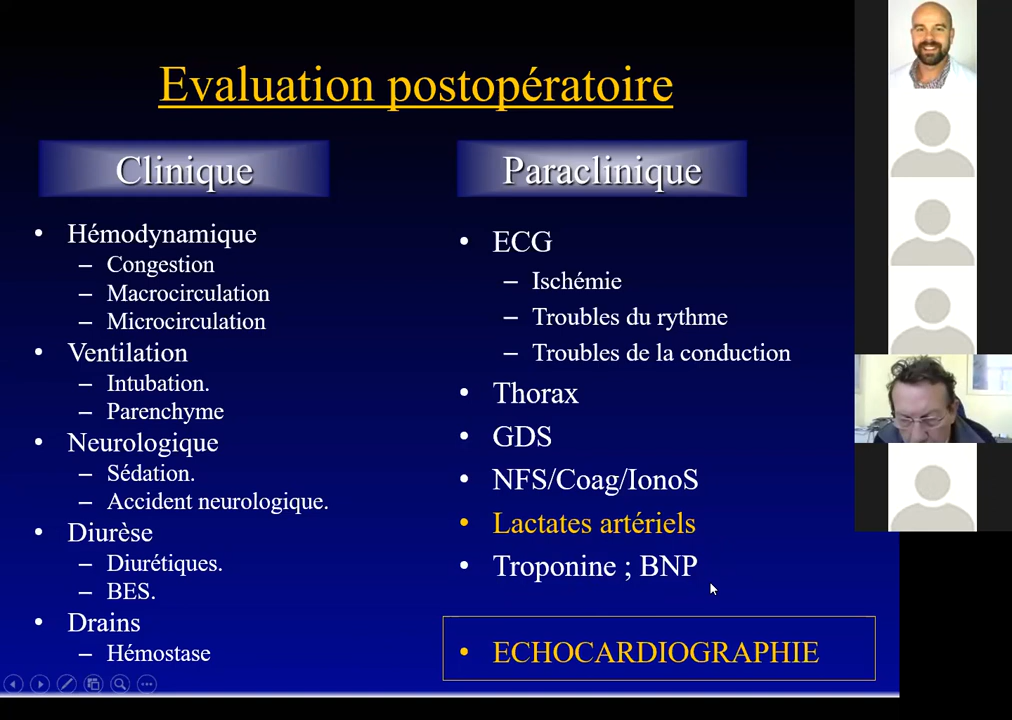 Evaluation postopératoire
Clinique
• Hémodynamique
– Congestion
– Macrocirculation
– Microcirculation
• Ventilation
– Intubation.
– Parenchyme
• Neurologique
– Sédation.
– Accident neurologique.
• Diurèse
– Diurétiques.
– BES.
• Drains
– Hémostase
Paraclinique
• ECG
– Ischémie
– Troubles du rythme
– Troubles de la conduction
• Thorax
• GDS
• NFS/Coag/IonoS
• Lactates artériels
• Troponine ; BNP
• ECHOCARDIOGRAPHIE